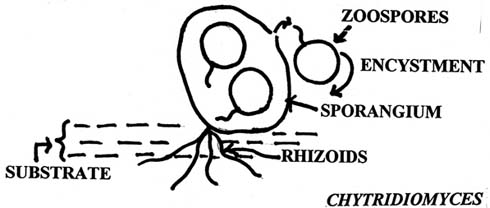 ZOOSPORES
ENCYSTMENT
SPORANGIUM
RHIZOIDS
SUBSTRATE
CHYTRIDIOMYCES